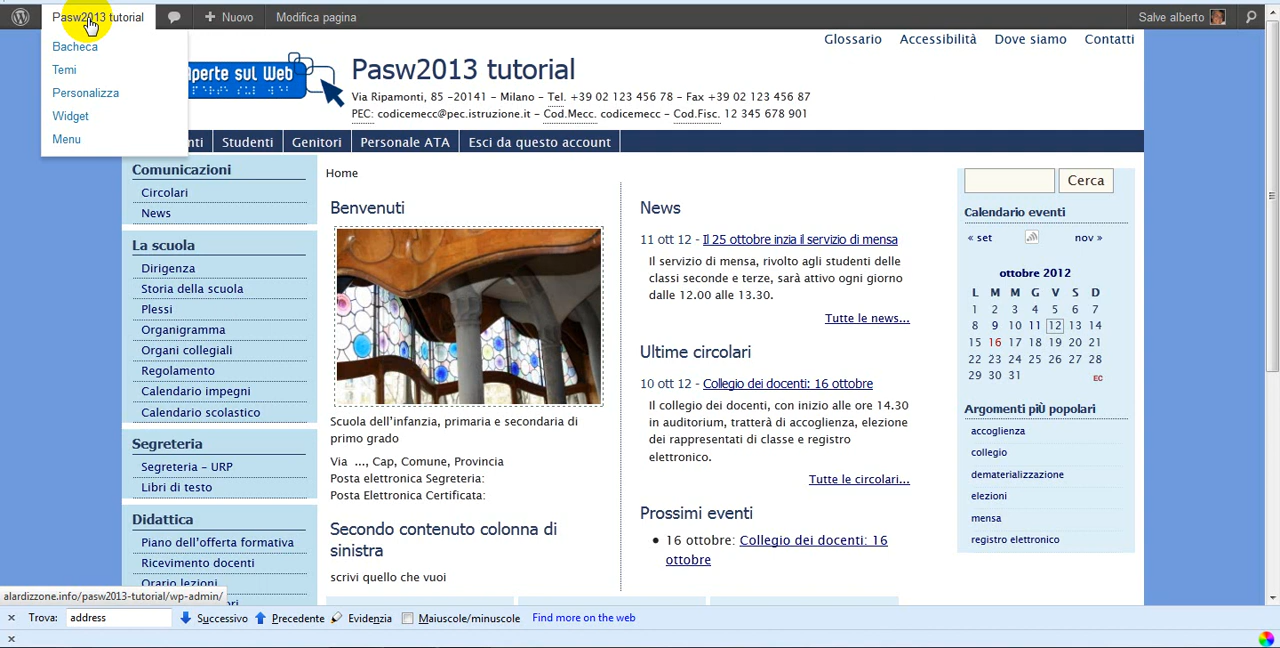 Pasw2013 tutorial
Nuovo
Modifica pagina
Salve alberto
Bacheca
Temi
Personalizza
Widget
Menu
Glossario Accessibilità Dove siamo Contatti
perte sul Web
Pasw2013 tutorial
Via Ripamonti, 85 -20141 - Milano - Tel. +39 02 123 456 78 - Fax +39 02 123 456 87
PEC: codicemecc@pec.istruzione.it - Cod.Mecc. codicemecc - Cod.Fisc. 12 345 678 901
nti Studenti Genitori Personale ATA Esci da questo account
Comunicazioni
Circolari
News
La scuola
Dirigenza
Storia della scuola
Plessi
Organigramma
Organi collegiali
Regolamento
Calendario impegni
Calendario scolastico
Segreteria
Segreteria - URP
Libri di testo
Didattica
Piano dell'offerta formativa
Ricevimento docenti
Orario lezioni
Home
Benvenuti
Scuola dell'infanzia, primaria e secondaria di
primo grado
Via ..., Cap, Comune, Provincia
Posta elettronica Segreteria:
Posta Elettronica Certificata:
Secondo contenuto colonna di
sinistra
scrivi quello che vuoi
News
11 ott 12 - Il 25 ottobre inzia il servizio di mensa
Il servizio di mensa, rivolto agli studenti delle
classi seconde e terze, sarà attivo ogni giorno
dalle 12.00 alle 13.30.
Tutte le news...
Ultime circolari
10 ott 12 - Collegio dei docenti: 16 ottobre
Il collegio dei docenti, con inizio alle ore 14.30
in auditorium, tratterà di accoglienza, elezione
dei rappresentati di classe e registro
elettronico.
Tutte le circolari...
Prossimi eventi
16 ottobre: Collegio dei docenti: 16
ottobre
Cerca
Calendario eventi
« set nov »
ottobre 2012
L M M G V S D
1 2 3 4 5 6 7
8 9 10 11 12 13 14
15 16 17 18 19 20 21
22 23 24 25 26 27 28
29 30 31
EC
Argomenti piÙ popolari
accoglienza
collegio
dematerializzazione
elezioni
mensa
registro elettronico
alardizzone.info/pasw2013-tutorial/wp-admin/
Trova: address Successivo Precedente Evidenzia Maiuscole/minuscole Find more on the web